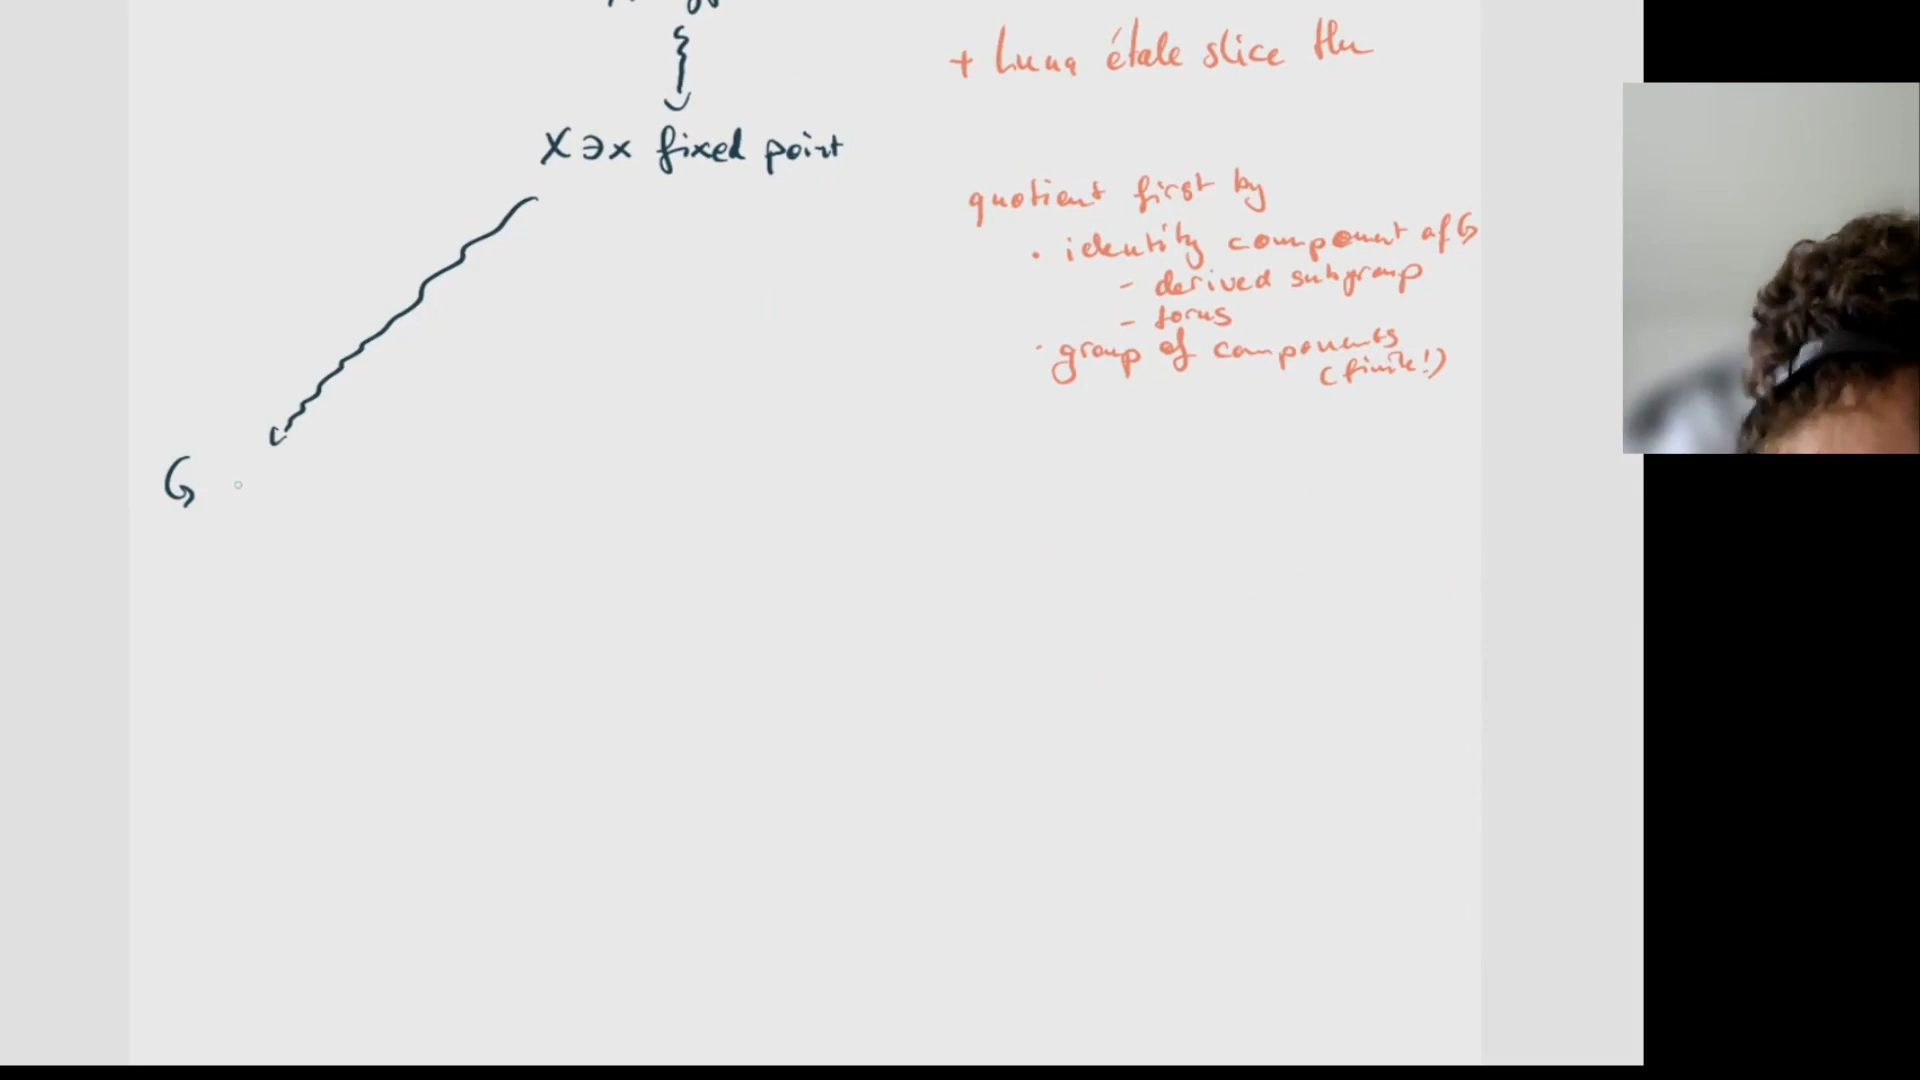 + Luna étale slice thm
X ∋ x fixed point
quotient first by
• identity component of G
- derived subgroup
- torus
• group of components
(finite!)
G